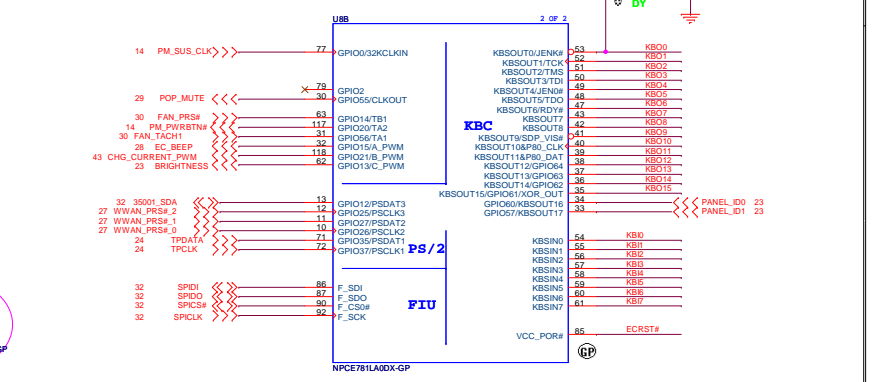 DY
U8B
2 OF 2
14 PM_SUS_CLK 77 GPIO0/32KCLKIN
79 GPIO2
29 POP_MUTE 30 GPIO55/CLKOUT
30 FAN_PRS# 63 GPIO14/TB1
14 PM_PWRBTN# 117 GPIO20/TA2
30 FAN_TACH1 31 GPIO56/TA1
28 EC_BEEP 32 GPIO15/A_PWM
43 CHG_CURRENT_PWM 118 GPIO21/B_PWM
23 BRIGHTNESS 62 GPIO13/C_PWM
32 35001_SDA 13 GPIO12/PSDAT3
27 WWAN_PRS#_2 12 GPIO25/PSCLK3
27 WWAN_PRS#_1 11 GPIO27/PSDAT2
27 WWAN_PRS#_0 10 GPIO26/PSCLK2
24 TPDATA 71 GPIO35/PSDAT1
24 TPCLK 72 GPIO37/PSCLK1
32 SPIDI 86 F_SDI
32 SPIDO 87 F_SDO
32 SPICS# 90 F_CS0#
32 SPICLK 92 F_SCK
KBC
PS/2
FIU
KBSOUT0/JENK# 53 KBO0
KBSOUT1/TCK 52 KBO1
KBSOUT2/TMS 51 KBO2
KBSOUT3/TDI 50 KBO3
KBSOUT4/JEN0# 49 KBO4
KBSOUT5/TDO 48 KBO5
KBSOUT6/RDY# 47 KBO6
KBSOUT7 43 KBO7
KBSOUT8 42 KBO8
KBSOUT9/SDP_VIS# 41 KBO9
KBSOUT10&P80_CLK 40 KBO10
KBSOUT11&P80_DAT 39 KBO11
KBSOUT12/GPIO64 38 KBO12
KBSOUT13/GPIO63 37 KBO13
KBSOUT14/GPIO62 36 KBO14
KBSOUT15/GPIO61/XOR_OUT 35 KBO15
GPIO60/KBSOUT16 34 PANEL_ID0 23
GPIO57/KBSOUT17 33 PANEL_ID1 23
KBSIN0 54 KBI0
KBSIN1 55 KBI1
KBSIN2 56 KBI2
KBSIN3 57 KBI3
KBSIN4 58 KBI4
KBSIN5 59 KBI5
KBSIN6 60 KBI6
KBSIN7 61 KBI7
VCC_POR# 85 ECRST#
GP
NPCE781LA0DX-GP
GP